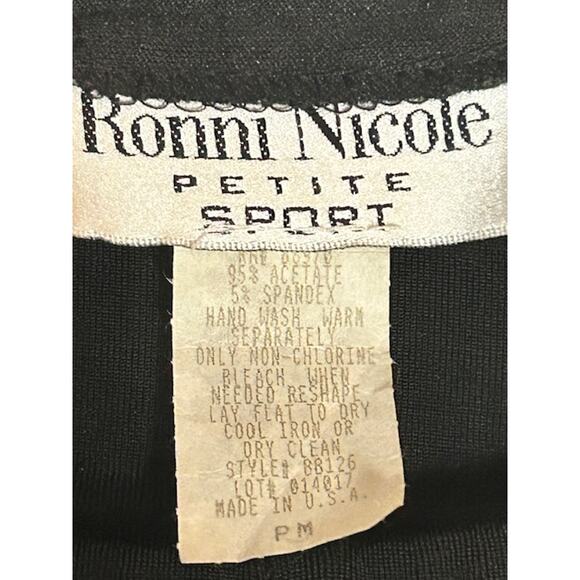 Ronni Nicole
PETITE
SPORT
95% ACETATE
5% SPANDEX
HAND WASH WARM
SEPARATELY
ONLY NON-CHLORINE
BLEACH WHEN
NEEDED RESHAPE
LAY FLAT TO DRY
COOL IRON OR
DRY CLEAN
STYLE# BB126
LOT# 014017
MADE IN U.S.A.
PM